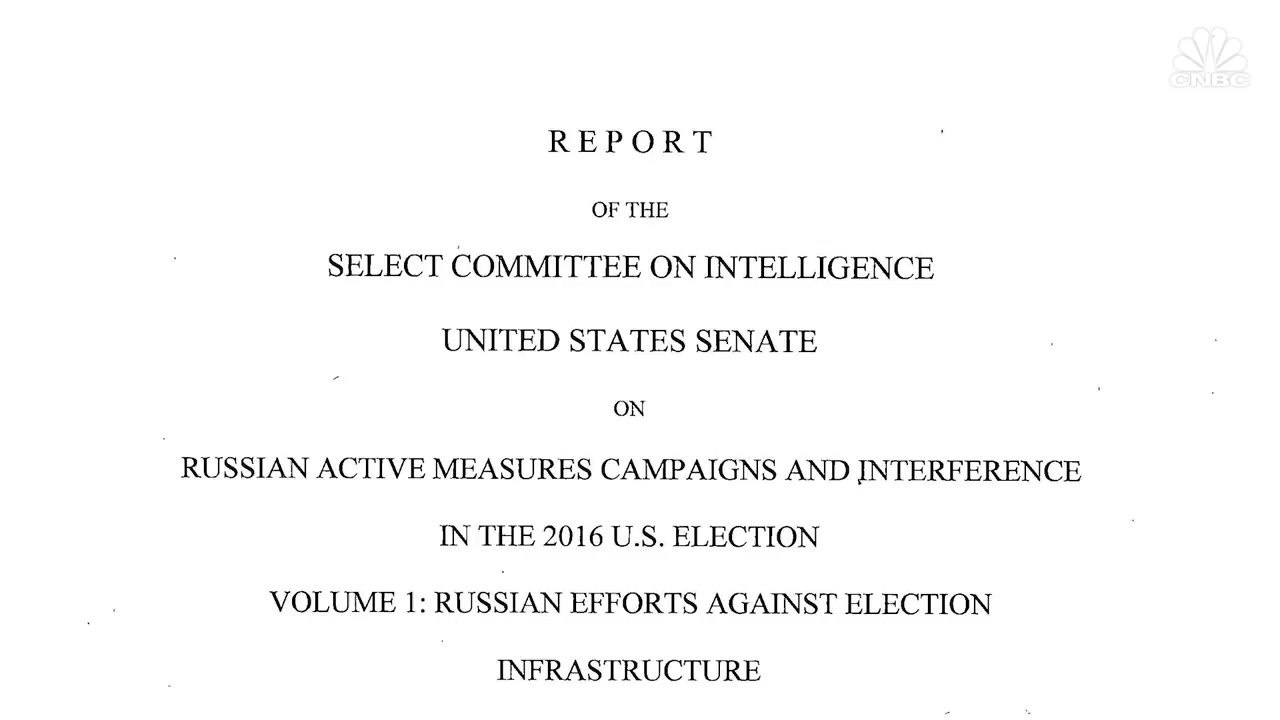 CNBC
REPORT
OF THE
SELECT COMMITTEE ON INTELLIGENCE
UNITED STATES SENATE
ON
RUSSIAN ACTIVE MEASURES CAMPAIGNS AND INTERFERENCE
IN THE 2016 U.S. ELECTION
VOLUME 1: RUSSIAN EFFORTS AGAINST ELECTION
INFRASTRUCTURE